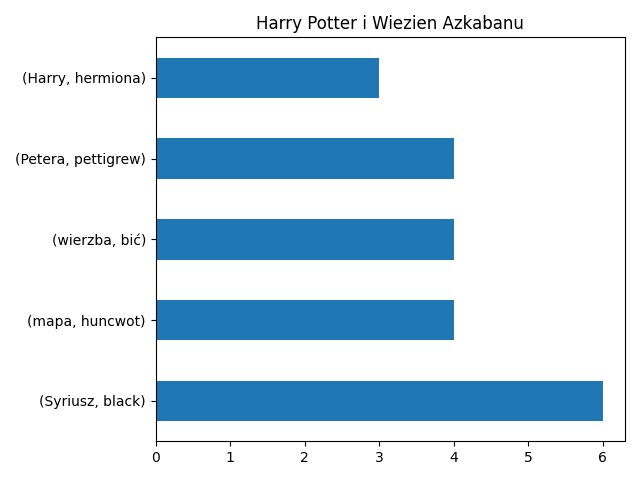 Harry Potter i Wiezien Azkabanu
(Harry, hermiona)
(Petera, pettigrew)
(wierzba, bić)
(mapa, huncwot)
(Syriusz, black)
0 1 2 3 4 5 6